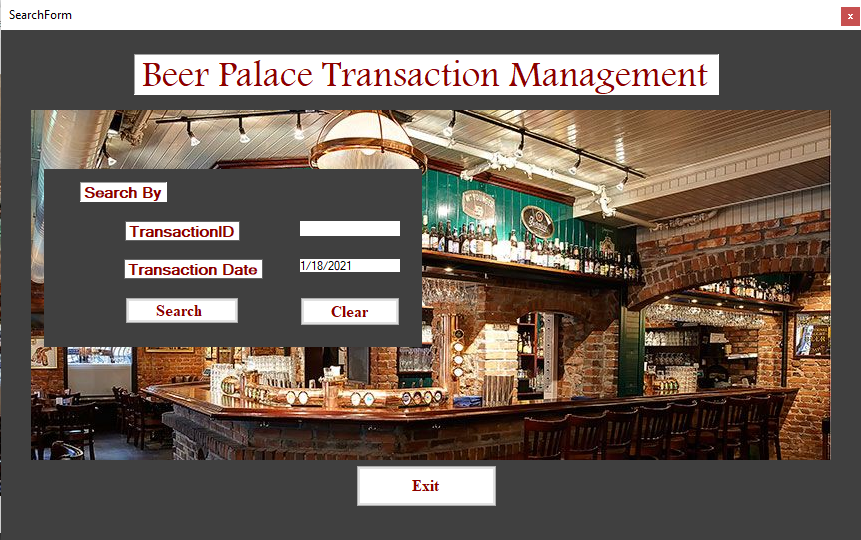 SearchForm
x
Beer Palace Transaction Management
Search By
TransactionID
Transaction Date
1/18/2021
Search
Clear
Exit